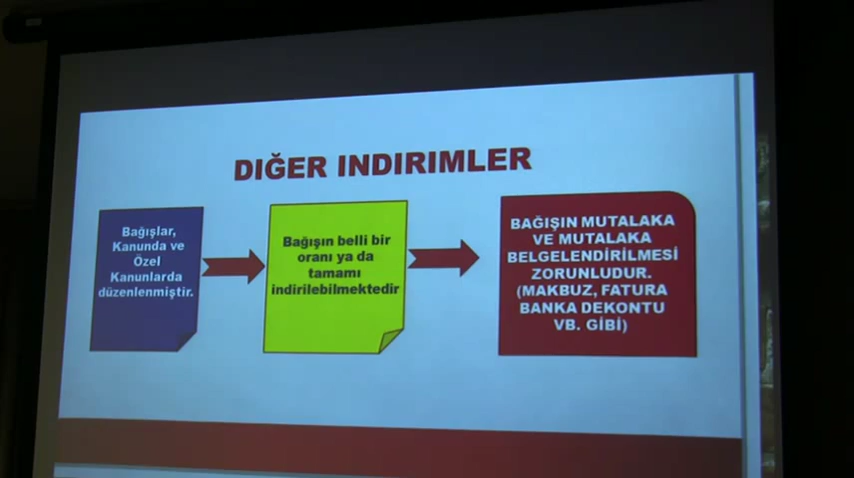 DIĞER INDIRIMLER
Bağışlar,
Kanunda ve
Özel
Kanunlarda
düzenlenmiştir.
Bağışın belli bir
oranı ya da
tamamı
indirilebilmektedir
BAĞIŞIN MUTALAKA
VE MUTALAKA
BELGELENDİRİLMESİ
ZORUNLUDUR.
(MAKBUZ, FATURA
BANKA DEKONTU
VB. GİBİ)